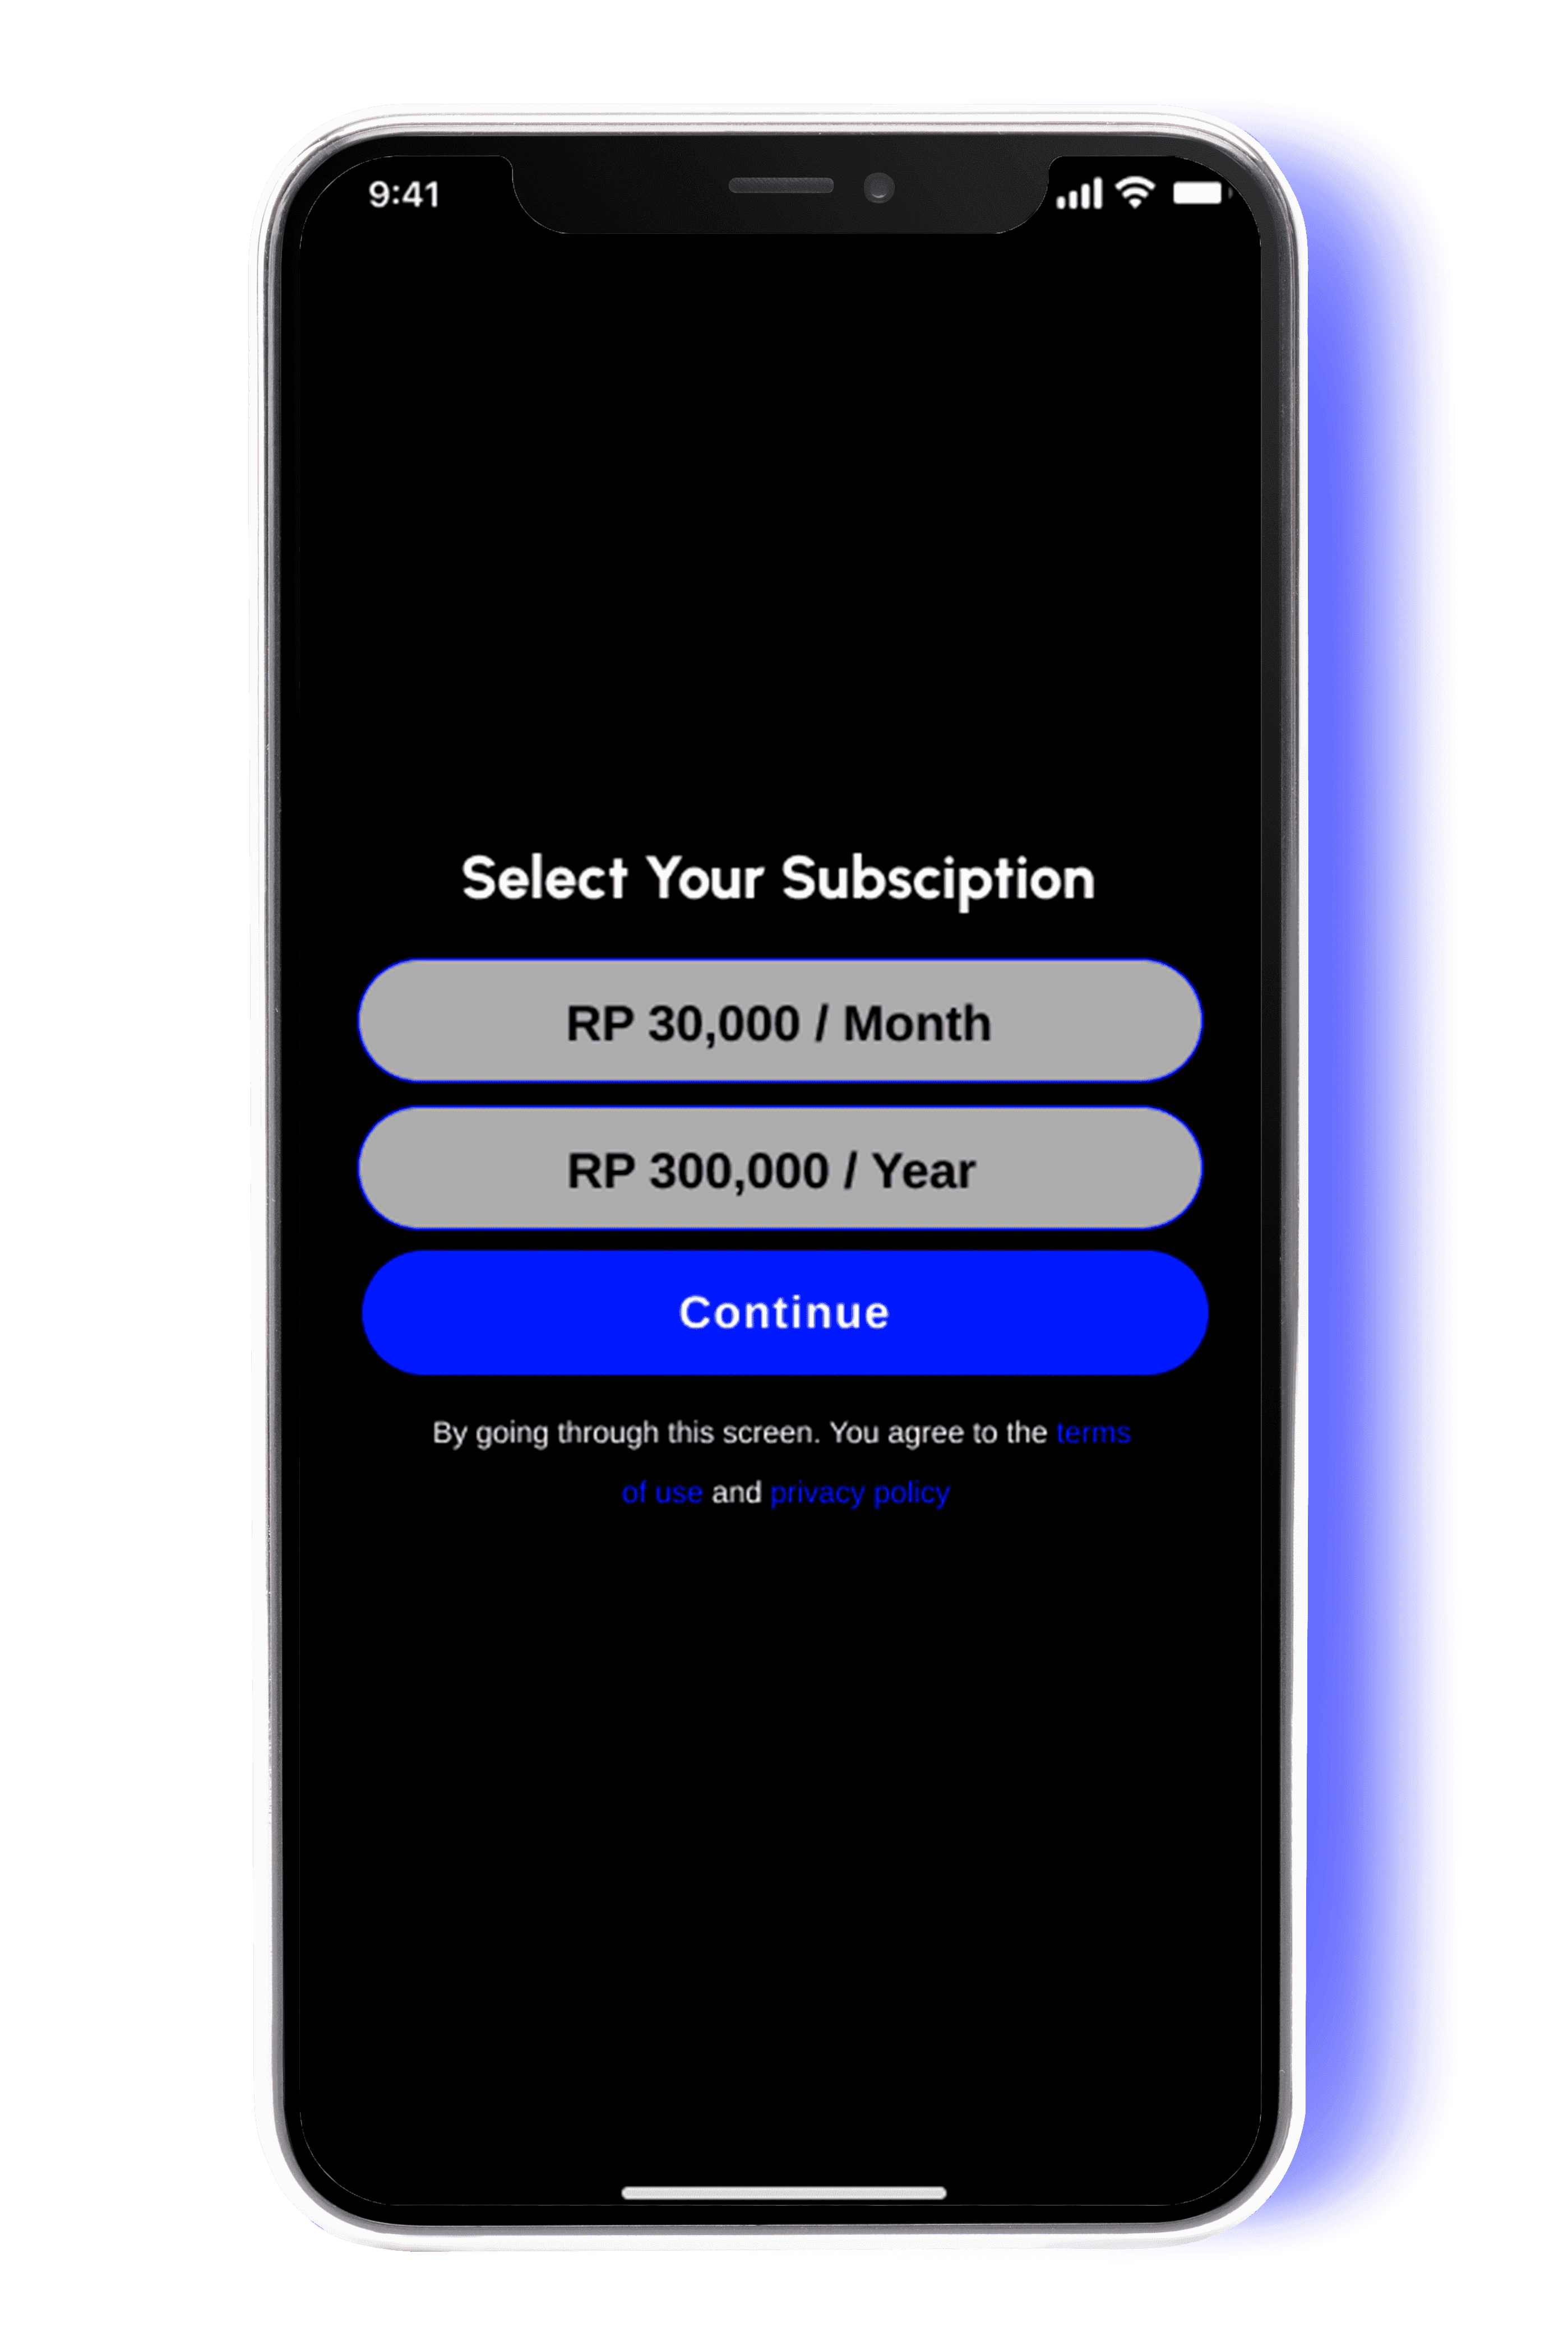 9:41
Select Your Subsciption
RP 30,000 / Month
RP 300,000 / Year
Continue
By going through this screen. You agree to the terms
of use and privacy policy